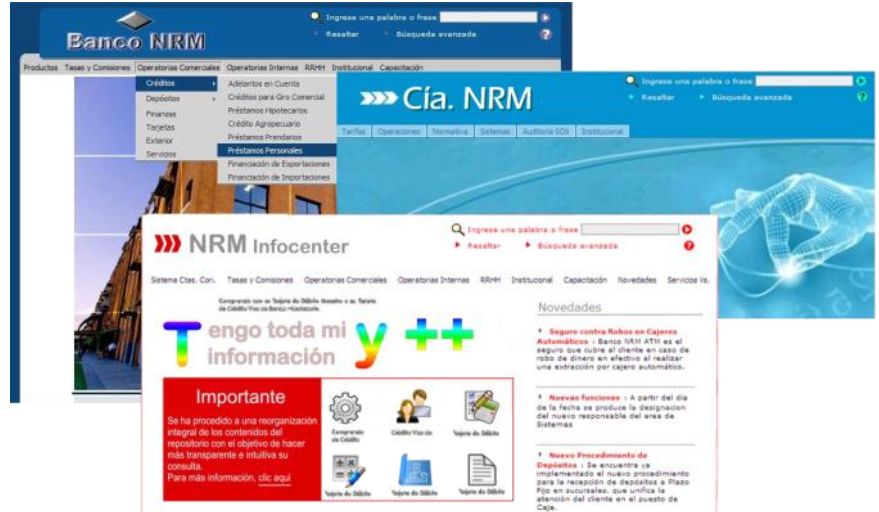 Banco NRM
Ingrese una palabra o frase
Resaltar Búsqueda avanzada
?
Productos Tasas y Comisiones Operatorias Comerciales Operatorias Internas RRHH Institucional Capacitación
Créditos
Depósitos
Finanzas
Tarjetas
Exterior
Servicios
Adelantos en Cuenta
Créditos para Giro Comercial
Préstamos Hipotecarios
Crédito Agropecuario
Préstamos Prendarios
Préstamos Personales
Financiación de Exportaciones
Financiación de Importaciones
Cía. NRM
Ingrese una palabra o frase
Resaltar Búsqueda avanzada
?
Tarifas Operaciones Normativa Sistemas Auditoría SOX Institucional
NRM Infocenter
Ingrese una palabra o frase
Resaltar Búsqueda avanzada
?
Sistema Ctas. Corr. Tasas y Comisiones Operatorias Comerciales Operatorias Internas RRHH Institucional Capacitación Novedades Servicios Vs.
Tengo toda mi
información y ++
Importante
Se ha procedido a una reorganización
integral de los contenidos del
repositorio con el objetivo de hacer
más transparente e intuitiva su
consulta.
Para más información, clic aquí
Comprando
de Crédito
Crédito Visa
Tarjeta de Débito
Tarjeta de Débito
Tarjeta de Débito
Tarjeta de Débito
Novedades
Seguro contra Robos en Cajeros
Automáticos : Banco NRM ATM es el
seguro que cubre al cliente en caso de
robo de dinero en efectivo al realizar
una extracción por cajero automático.
Nuevas funciones : A partir del dia
de la fecha se produce la designacion
del nuevo responsable del area de
Sistemas
Nuevo Procedimiento de
Depósitos : Se encuentra ya
implementado el nuevo procedimiento
para la recepción de depósitos a Plazo
Fijo en sucursales, que unifica la
atención del cliente en el puesto de
Caja.